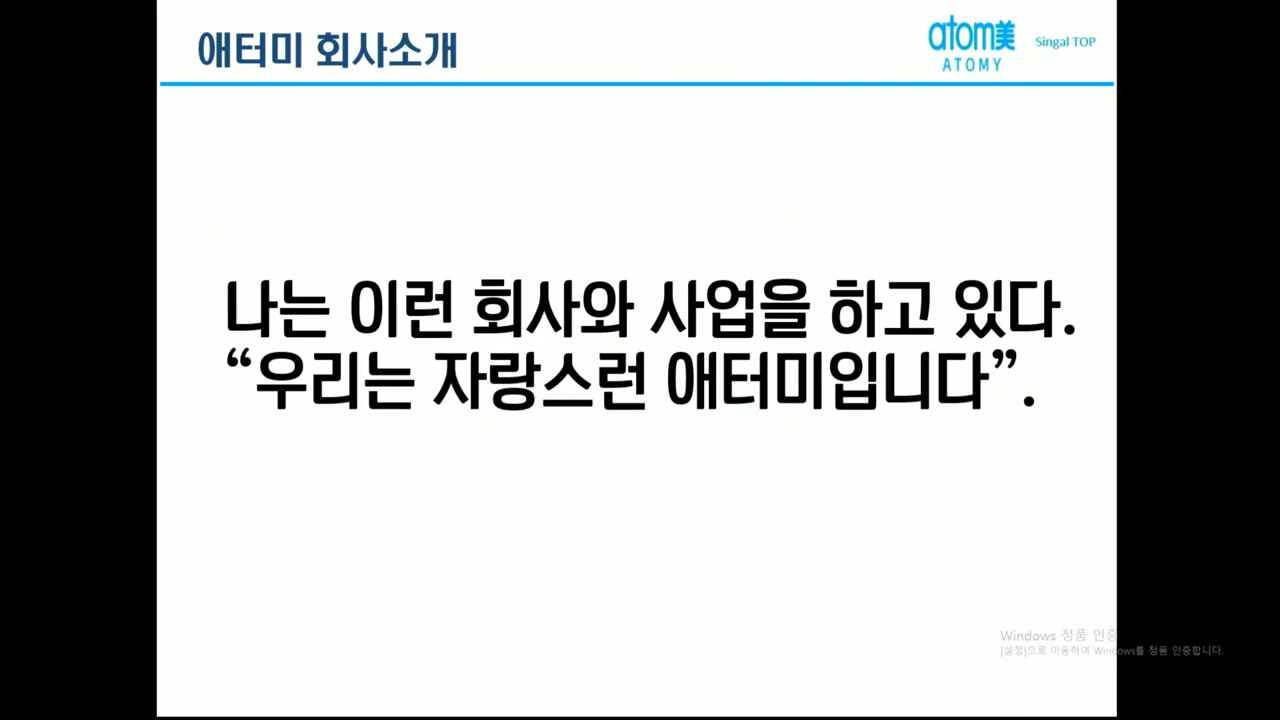 애터미 회사소개
atom美
ATOMY
Singal TOP
나는 이런 회사와 사업을 하고 있다.
“우리는 자랑스런 애터미입니다”.
Windows 정품 인증
[설정]으로 이동하여 Windows를 정품 인증합니다.